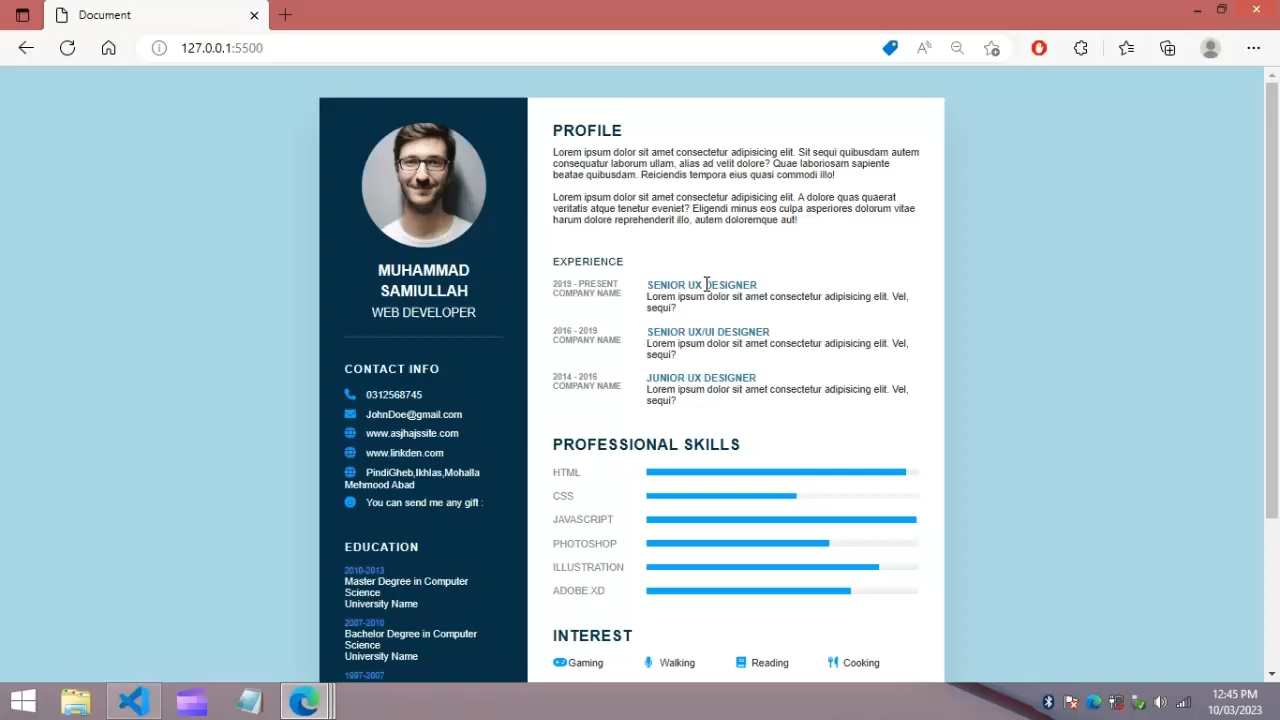 Document
127.0.0.1:5500
MUHAMMAD
SAMIULLAH
WEB DEVELOPER
CONTACT INFO
0312568745
JohnDoe@gmail.com
www.asjhajssite.com
www.linkden.com
PindiGheb,Ikhlas,Mohalla
Mehmood Abad
You can send me any gift :
EDUCATION
2010-2013
Master Degree in Computer
Science
University Name
2007-2010
Bachelor Degree in Computer
Science
University Name
1997-2007
PROFILE
Lorem ipsum dolor sit amet consectetur adipisicing elit. Sit sequi quibusdam autem
consequatur laborum ullam, alias ad velit dolore? Quae laboriosam sapiente
beatae quibusdam. Reiciendis tempora eius quasi commodi illo!
Lorem ipsum dolor sit amet consectetur adipisicing elit. A dolore quas quaerat
veritatis atque tenetur eveniet? Eligendi minus eos culpa asperiores dolorum vitae
harum dolore reprehenderit illo, autem doloremque aut!
EXPERIENCE
2019 - PRESENT
COMPANY NAME
SENIOR UX DESIGNER
Lorem ipsum dolor sit amet consectetur adipisicing elit. Vel,
sequi?
2016 - 2019
COMPANY NAME
SENIOR UX/UI DESIGNER
Lorem ipsum dolor sit amet consectetur adipisicing elit. Vel,
sequi?
2014 - 2016
COMPANY NAME
JUNIOR UX DESIGNER
Lorem ipsum dolor sit amet consectetur adipisicing elit. Vel,
sequi?
PROFESSIONAL SKILLS
HTML
CSS
JAVASCRIPT
PHOTOSHOP
ILLUSTRATION
ADOBE XD
INTEREST
Gaming Walking Reading Cooking
12:45 PM
10/03/2023